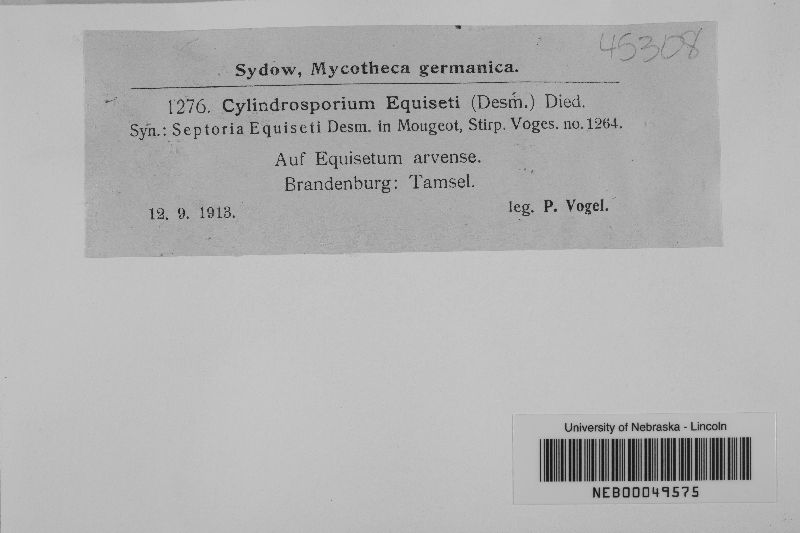 45308
Sydow, Mycotheca germanica.
1276. Cylindrosporium Equiseti (Desm.) Died.
Syn.: Septoria Equiseti Desm. in Mougeot, Stirp. Voges. no. 1264.
Auf Equisetum arvense.
Brandenburg: Tamsel.
12. 9. 1913. leg. P. Vogel.
University of Nebraska - Lincoln
NEB00049575